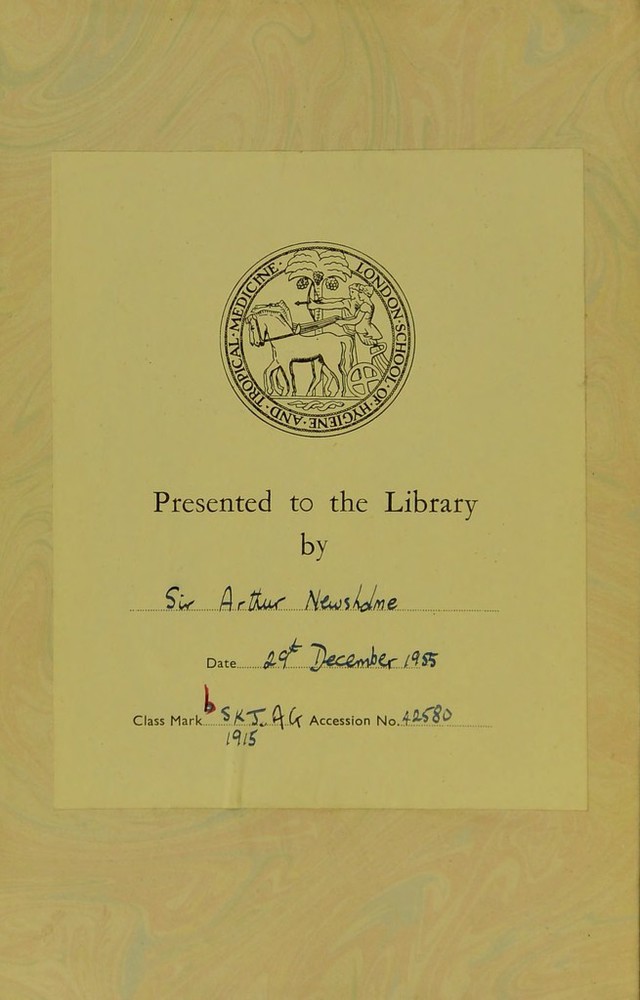 LONDON · SCHOOL · OF · HYGIENE · AND · TROPICAL · MEDICINE ·
Presented to the Library
by
Sir Arthur Newsholme
Date 29th December 1955
b
Class Mark SKJ. AG Accession No. 42580
1915